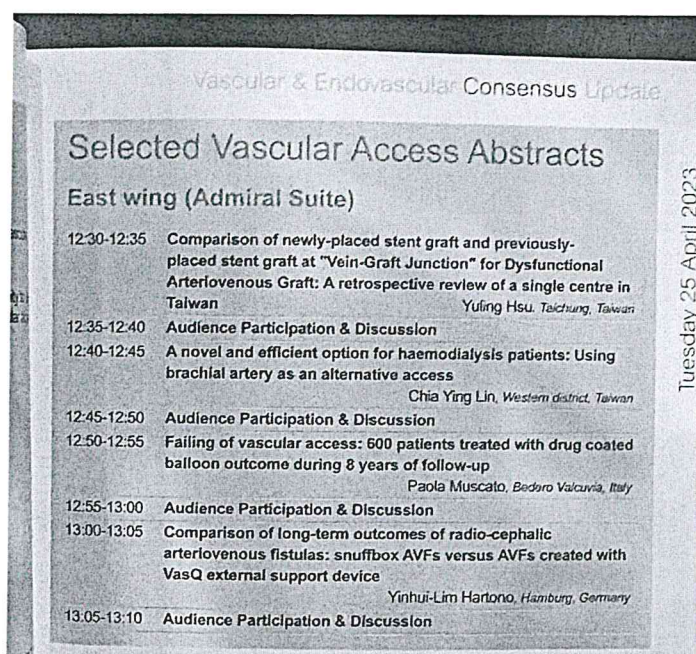 Vascular & Endovascular Consensus Update
Selected Vascular Access Abstracts
East wing (Admiral Suite)
12:30-12:35 Comparison of newly-placed stent graft and previously-
placed stent graft at "Vein-Graft Junction" for Dysfunctional
Arteriovenous Graft: A retrospective review of a single centre in
Taiwan Yuling Hsu, Taichung, Taiwan
12:35-12:40 Audience Participation & Discussion
12:40-12:45 A novel and efficient option for haemodialysis patients: Using
brachial artery as an alternative access
Chia Ying Lin, Western district, Taiwan
12:45-12:50 Audience Participation & Discussion
12:50-12:55 Failing of vascular access: 600 patients treated with drug coated
balloon outcome during 8 years of follow-up
Paola Muscato, Valcuvia, Italy
12:55-13:00 Audience Participation & Discussion
13:00-13:05 Comparison of long-term outcomes of radio-cephalic
arteriovenous fistulas: snuffbox AVFs versus AVFs created with
VasQ external support device
Yinhui-Lim Hartono, Hamburg, Germany
13:05-13:10 Audience Participation & Discussion
Tuesday 25 April 2023